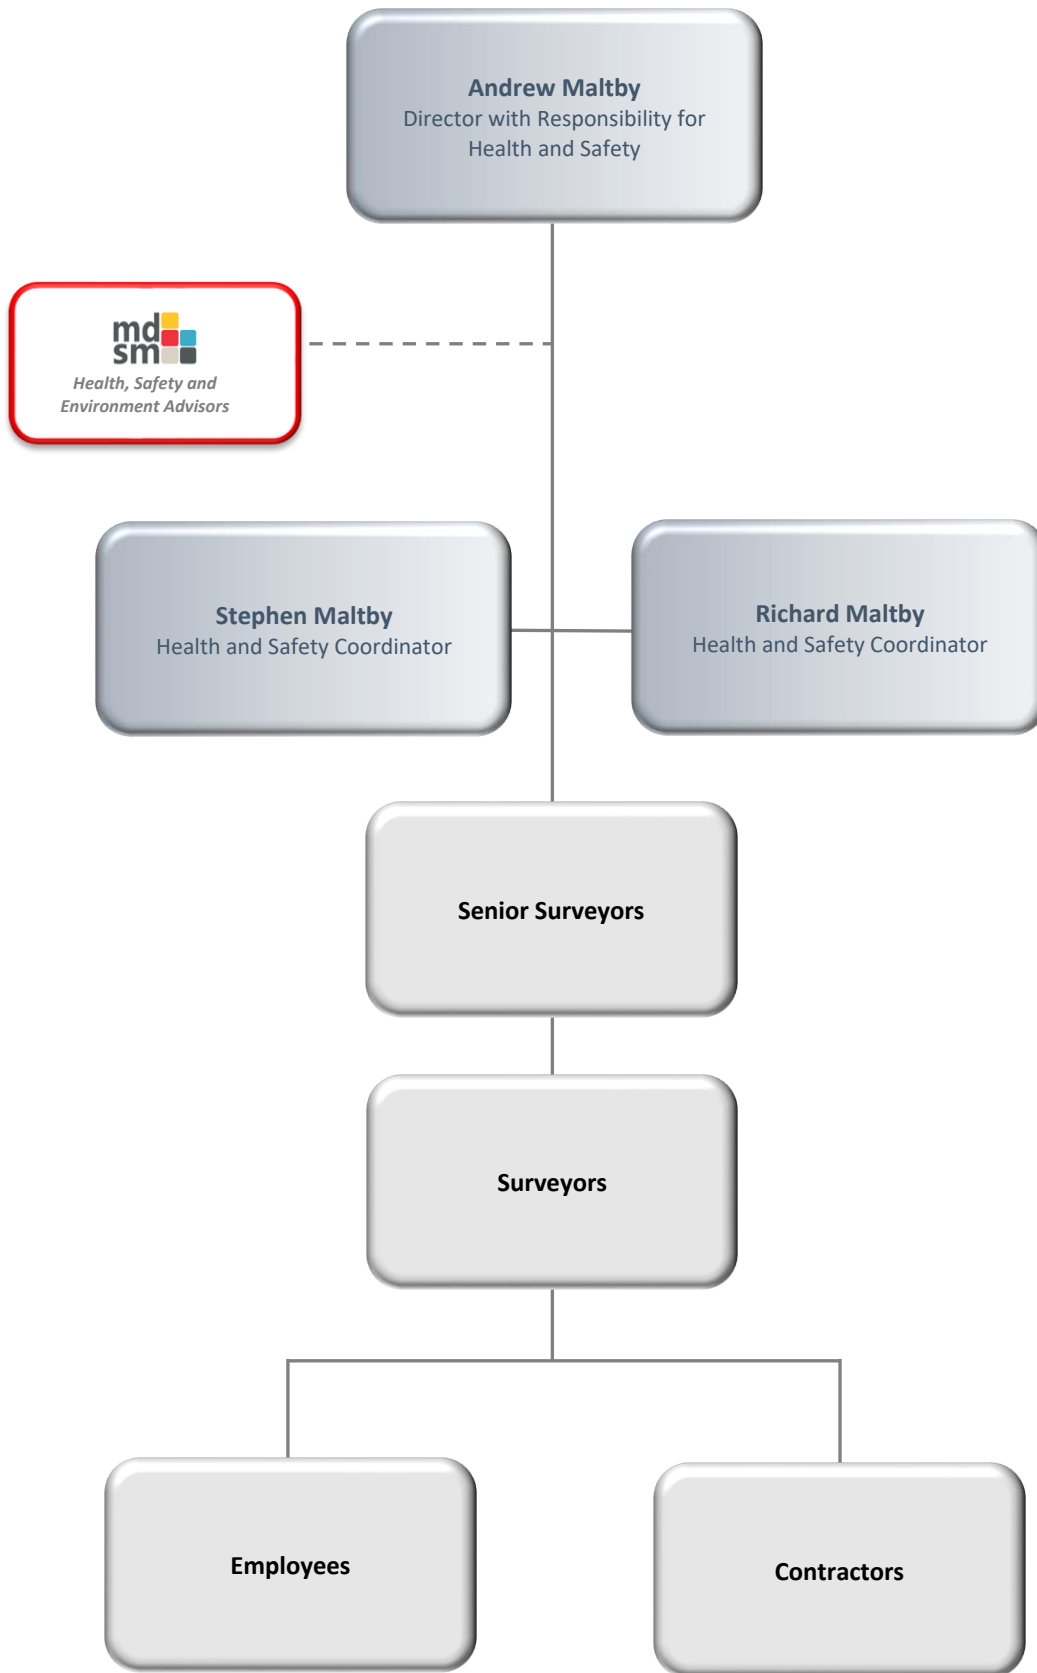 Andrew Maltby
Director with Responsibility for
Health and Safety
md
sm
Health, Safety and
Environment Advisors
Stephen Maltby
Health and Safety Coordinator
Richard Maltby
Health and Safety Coordinator
Senior Surveyors
Surveyors
Employees
Contractors